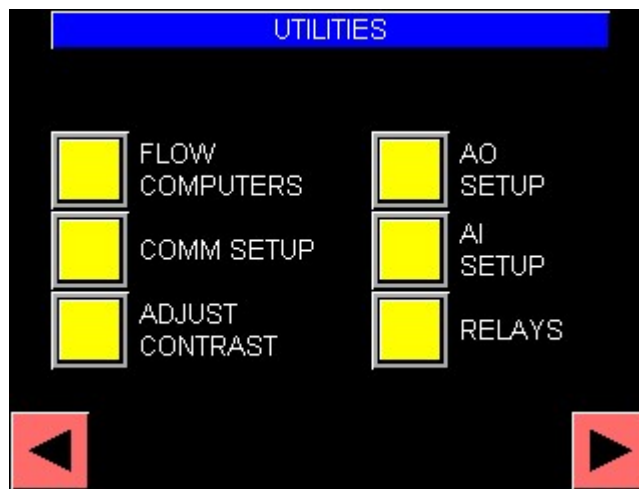 UTILITIES
FLOW
COMPUTERS
COMM SETUP
ADJUST
CONTRAST
AO
SETUP
AI
SETUP
RELAYS